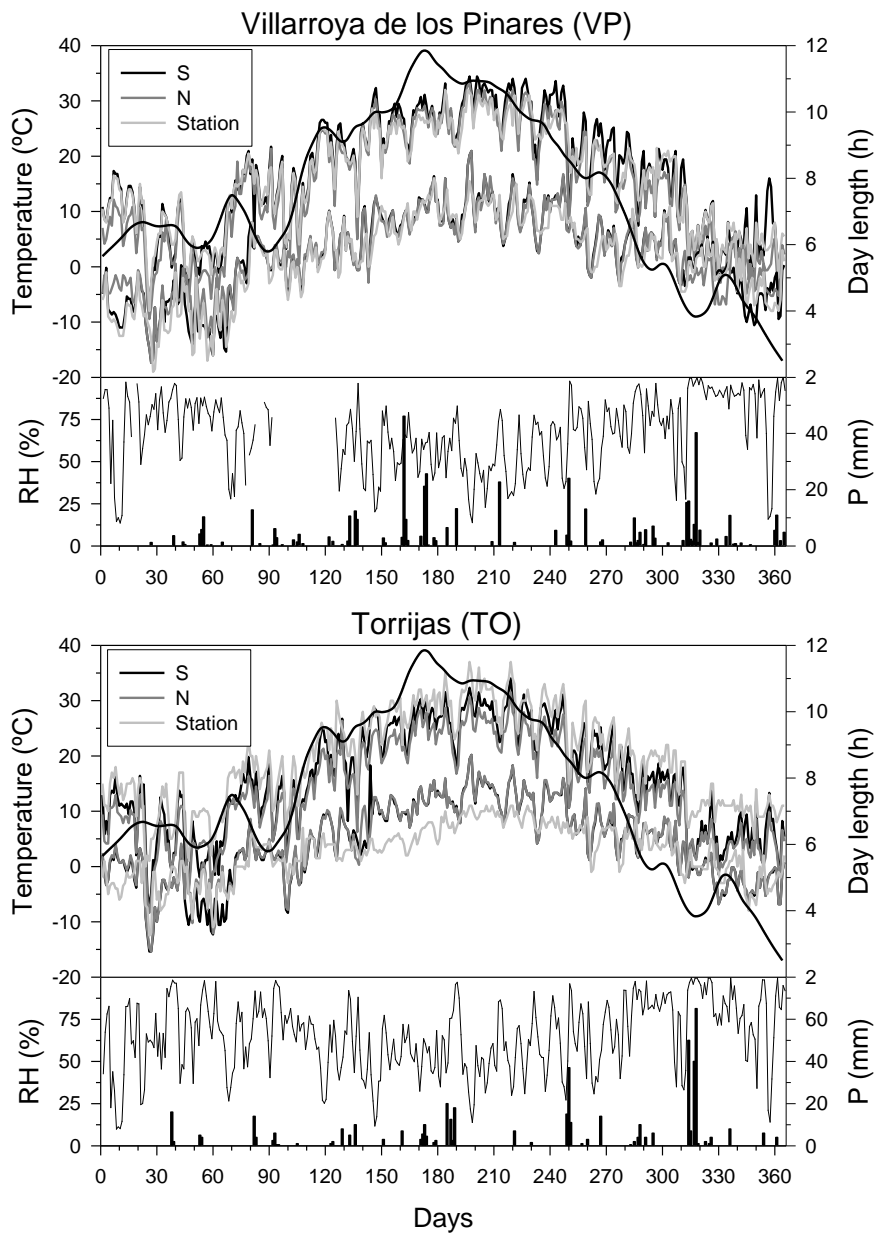 Villarroya de los Pinares (VP)
40
30
20
10
0
-10
-20
Temperature (ºC)
S
N
Station
12
10
8
6
4
2
Day length (h)
75
50
25
0
RH (%)
40
20
0
P (mm)
0 30 60 90 120 150 180 210 240 270 300 330 360
Torrijas (TO)
40
30
20
10
0
-10
-20
Temperature (ºC)
S
N
Station
12
10
8
6
4
2
Day length (h)
75
50
25
0
RH (%)
60
40
20
0
P (mm)
0 30 60 90 120 150 180 210 240 270 300 330 360
Days